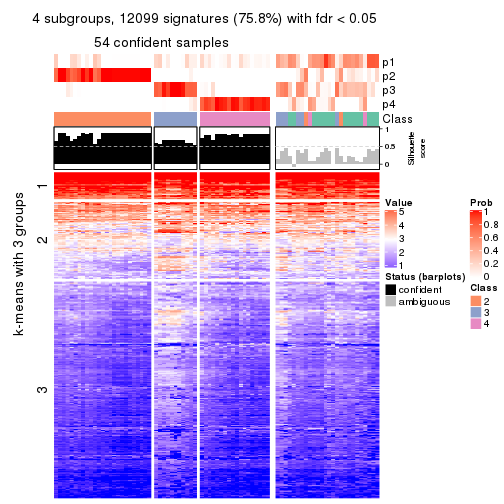 4 subgroups, 12099 signatures (75.8%) with fdr < 0.05
54 confident samples
p1
p2
p3
p4
Class
1
0.5
0
Silhouette
score
k-means with 3 groups
1
2
3
Value
5
4
3
2
1
Status (barplots)
confident
ambiguous
Prob
1
0.8
0.6
0.4
0.2
0
Class
2
3
4